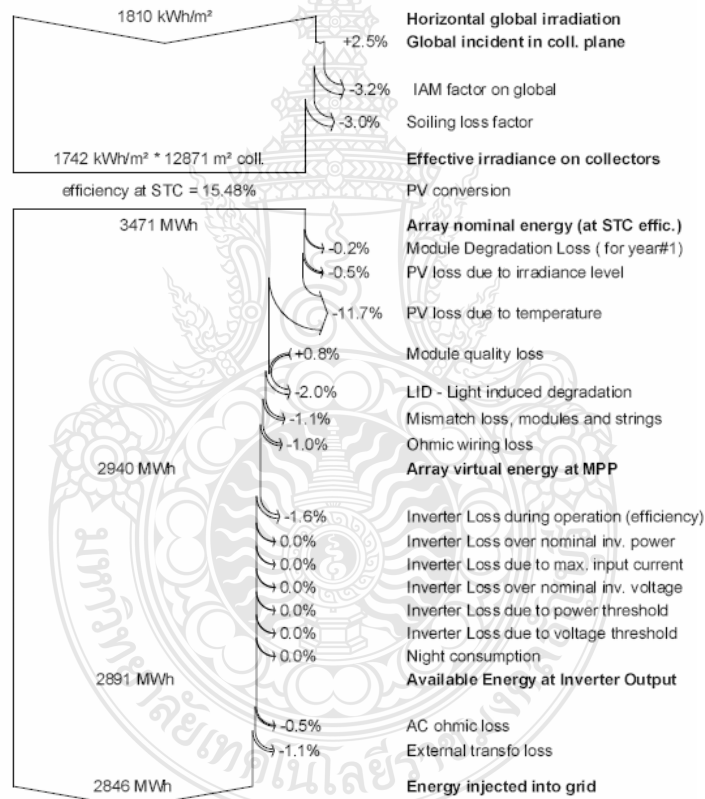 1810 kWh/m² Horizontal global irradiation
+2.5% Global incident in coll. plane
-3.2% IAM factor on global
-3.0% Soiling loss factor
1742 kWh/m² * 12871 m² coll. Effective irradiance on collectors
efficiency at STC = 15.48% PV conversion
3471 MWh Array nominal energy (at STC effic.)
-0.2% Module Degradation Loss ( for year#1)
-0.5% PV loss due to irradiance level
-11.7% PV loss due to temperature
+0.8% Module quality loss
-2.0% LID - Light induced degradation
-1.1% Mismatch loss, modules and strings
-1.0% Ohmic wiring loss
2940 MWh Array virtual energy at MPP
-1.6% Inverter Loss during operation (efficiency)
0.0% Inverter Loss over nominal inv. power
0.0% Inverter Loss due to max. input current
0.0% Inverter Loss over nominal inv. voltage
0.0% Inverter Loss due to power threshold
0.0% Inverter Loss due to voltage threshold
0.0% Night consumption
2891 MWh Available Energy at Inverter Output
-0.5% AC ohmic loss
-1.1% External transfo loss
2846 MWh Energy injected into grid